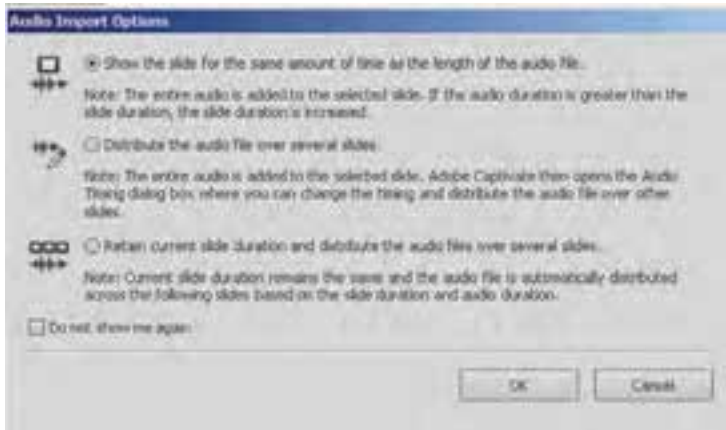 Audio Import Options
Show the slide for the same amount of time as the length of the audio file.
Note: The entire audio is added to the selected slide. If the audio duration is greater than the
slide duration, the slide duration is increased.
Distribute the audio file over several slides.
Note: The entire audio is added to the selected slide. Adobe Captivate then opens the Audio
Timing dialog box where you can change the timing and distribute the audio file over other
slides.
Retain current slide duration and distribute the audio files over several slides.
Note: Current slide duration remains the same and the audio file is automatically distributed
across the following slides based on the slide duration and audio duration.
Do not show me again
OK
Cancel